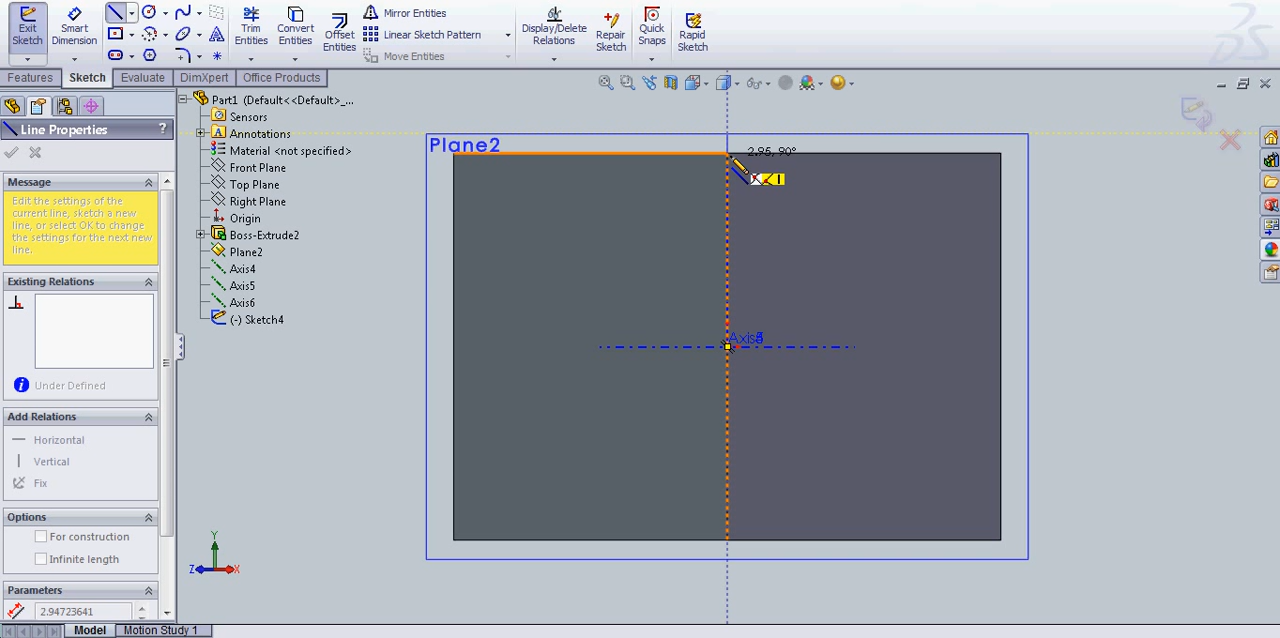 Exit Sketch
Smart Dimension
Trim Entities
Convert Entities
Offset Entities
Mirror Entities
Linear Sketch Pattern
Move Entities
Display/Delete Relations
Repair Sketch
Quick Snaps
Rapid Sketch
Features
Sketch
Evaluate
DimXpert
Office Products
Line Properties
?
Message
Edit the settings of the
current line, sketch a new
line, or select OK to change
the settings for the next new
line.
Existing Relations
Under Defined
Add Relations
Horizontal
Vertical
Fix
Options
For construction
Infinite length
Parameters
2.94723641
Part1 (Default<<Default>_...
Sensors
Annotations
Material <not specified>
Front Plane
Top Plane
Right Plane
Origin
Boss-Extrude2
Plane2
Axis4
Axis5
Axis6
(-) Sketch4
Plane2
2.95, 90°
Y
Z
X
Model
Motion Study 1